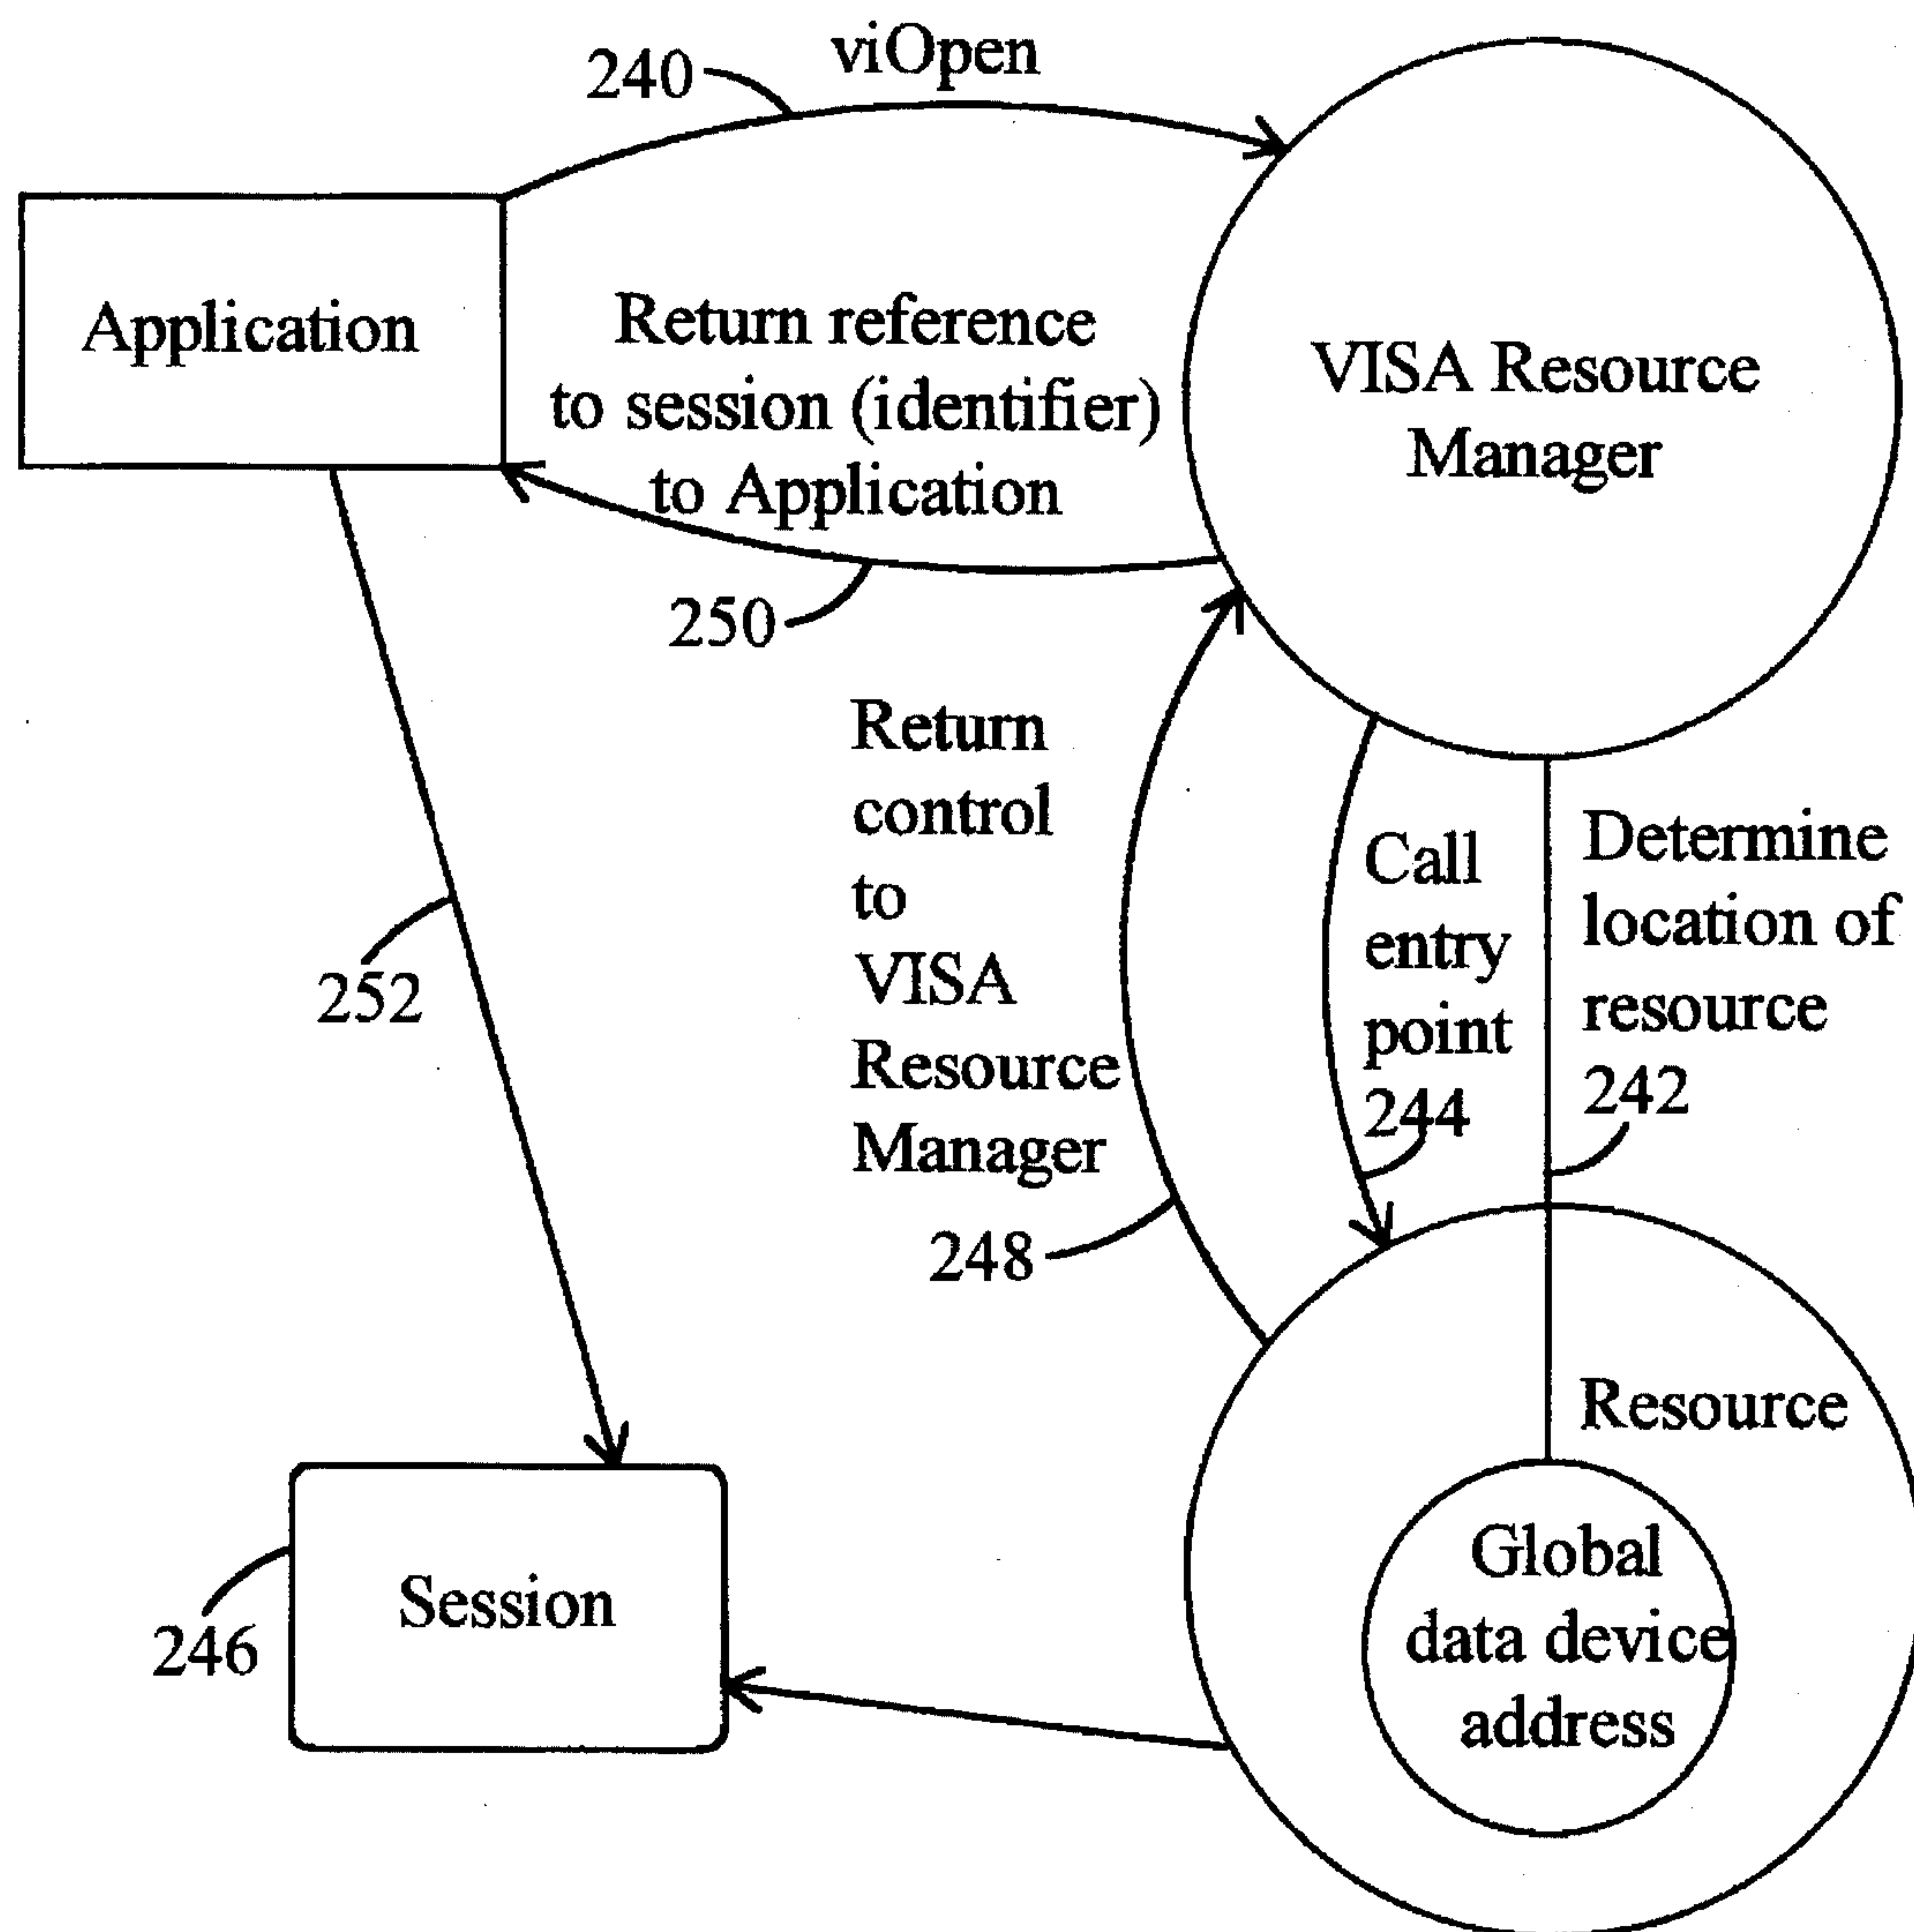 240
viOpen
Application
Return reference
to session (identifier)
to Application
VISA Resource
Manager
250
Return
control
to
VISA
Resource
Manager
248
Call
entry
point
244
Determine
location of
resource
242
252
Resource
Global
data device
address
Session
246